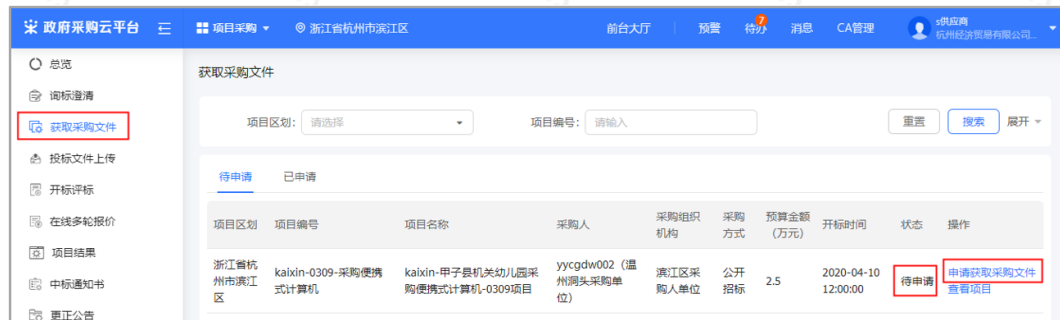 政府采购云平台
项目采购
浙江省杭州市滨江区
前台大厅
预警
待办
7
消息
CA管理
s供应商
杭州经济贸易有限公司...
总览
询标澄清
获取采购文件
投标文件上传
开标评标
在线多轮报价
项目结果
中标通知书
更正公告
获取采购文件
项目区划: 请选择
项目编号: 请输入
重置
搜索
展开
待申请
已申请
项目区划
项目编号
项目名称
采购人
采购组织
机构
采购
方式
预算金额
(万元)
开标时间
状态
操作
浙江省杭
州市滨江
区
kaixin-0309-采购便携
式计算机
kaixin-甲子县机关幼儿园采
购便携式计算机-0309项目
yycgdw002（温
州洞头采购单
位）
滨江区采
购人单位
公开
招标
2.5
2020-04-10
12:00:00
待申请
申请获取采购文件
查看项目